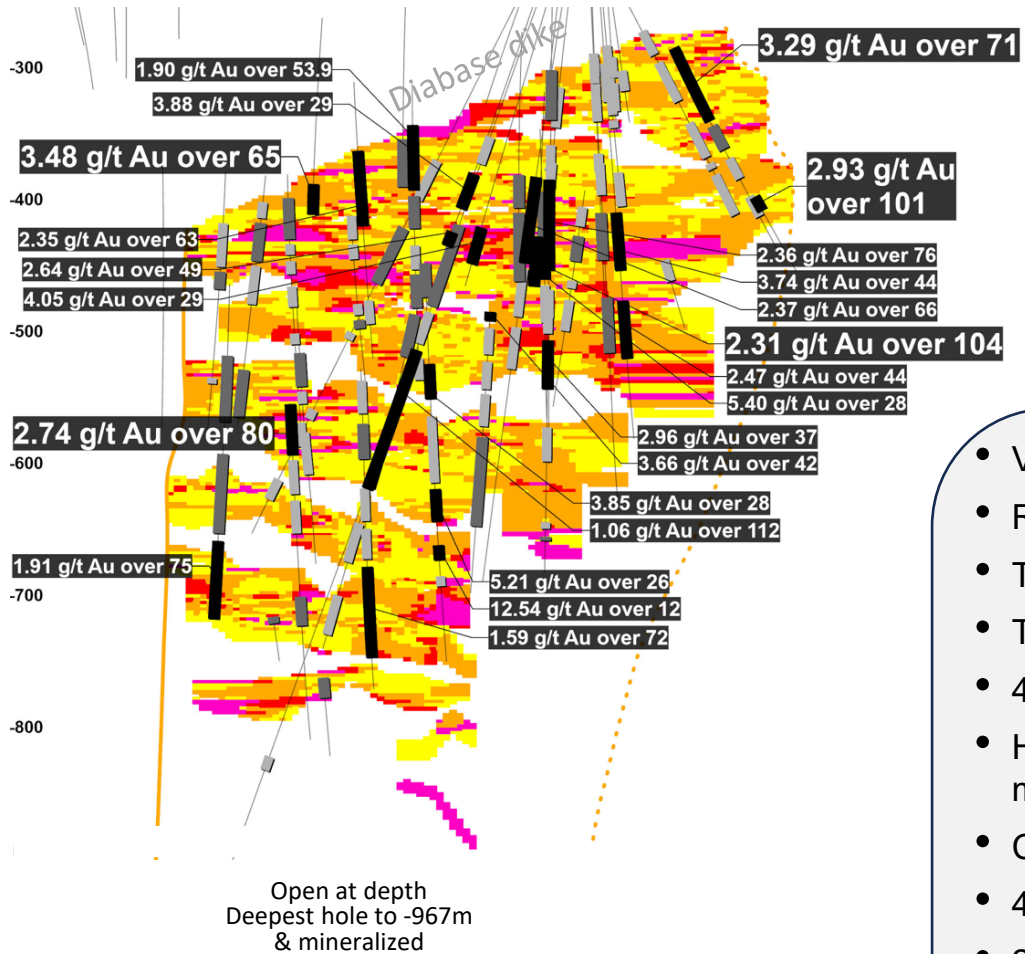 Diabase dike
-300
-400
-500
-600
-700
-800
1.90 g/t Au over 53.9
3.88 g/t Au over 29
3.48 g/t Au over 65
2.35 g/t Au over 63
2.64 g/t Au over 49
4.05 g/t Au over 29
2.74 g/t Au over 80
1.91 g/t Au over 75
3.29 g/t Au over 71
2.93 g/t Au
over 101
2.36 g/t Au over 76
3.74 g/t Au over 44
2.37 g/t Au over 66
2.31 g/t Au over 104
2.47 g/t Au over 44
5.40 g/t Au over 28
2.96 g/t Au over 37
3.66 g/t Au over 42
3.85 g/t Au over 28
1.06 g/t Au over 112
5.21 g/t Au over 26
12.54 g/t Au over 12
1.59 g/t Au over 72
Open at depth
Deepest hole to -967m
& mineralized
• V
• R
• T
• T
• 4
• H